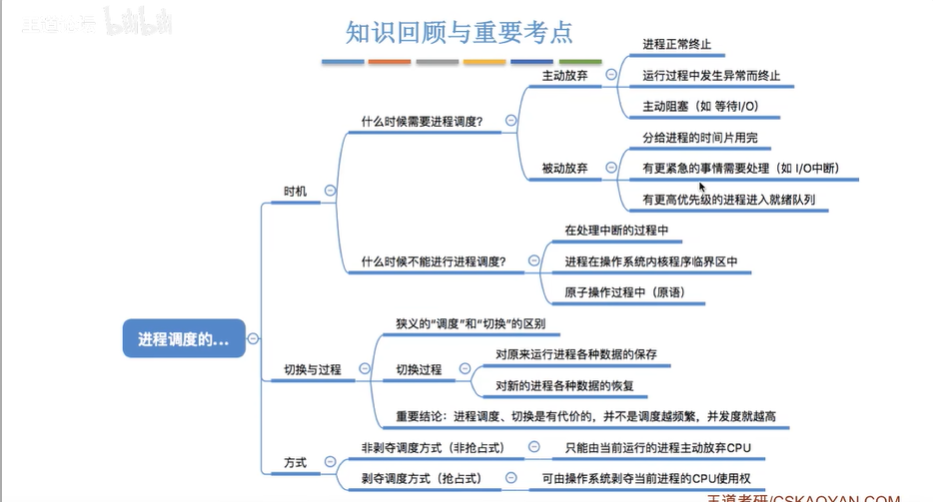 知识回顾与重要考点
进程正常终止
主动放弃
运行过程中发生异常而终止
主动阻塞（如 等待I/O）
什么时候需要进程调度?
分给进程的时间片用完
被动放弃
有更紧急的事情需要处理（如 I/O中断）
有更高优先级的进程进入就绪队列
时机
在处理中断的过程中
什么时候不能进行进程调度?
进程在操作系统内核程序临界区中
原子操作过程中（原语）
进程调度的...
狭义的“调度”和“切换”的区别
切换与过程
切换过程
对原来运行进程各种数据的保存
对新的进程各种数据的恢复
重要结论：进程调度、切换是有代价的，并不是调度越频繁，并发度就越高
方式
非剥夺调度方式（非抢占式）
只能由当前运行的进程主动放弃CPU
剥夺调度方式（抢占式）
可由操作系统剥夺当前进程的CPU使用权
王道考研/CSKAOYAN.COM